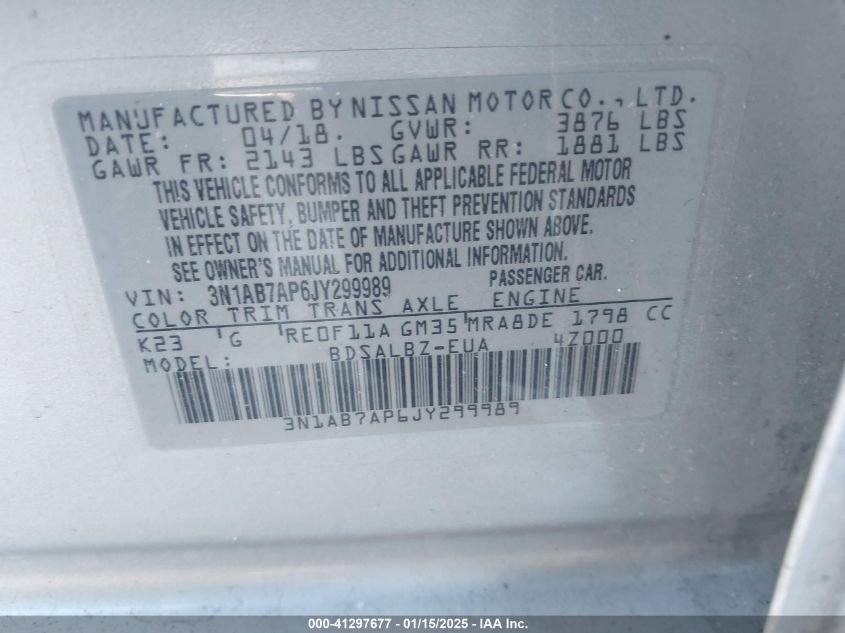 MANUFACTURED BY NISSAN MOTOR CO., LTD.
DATE: 04/18. GVWR: 3876 LBS
GAWR FR: 2143 LBS GAWR RR: 1881 LBS
THIS VEHICLE CONFORMS TO ALL APPLICABLE FEDERAL MOTOR
VEHICLE SAFETY, BUMPER AND THEFT PREVENTION STANDARDS
IN EFFECT ON THE DATE OF MANUFACTURE SHOWN ABOVE.
SEE OWNER'S MANUAL FOR ADDITIONAL INFORMATION.
VIN: 3N1AB7AP6JY299989 PASSENGER CAR.
COLOR TRIM TRANS AXLE ENGINE
K23 'G 'RE0F11A GM35 'MRA8DE 1798 CC
MODEL: BDSALBZ-EUA 4Z000
3N1AB7AP6JY299989
000-41297677 — 01/15/2025 — IAA Inc.